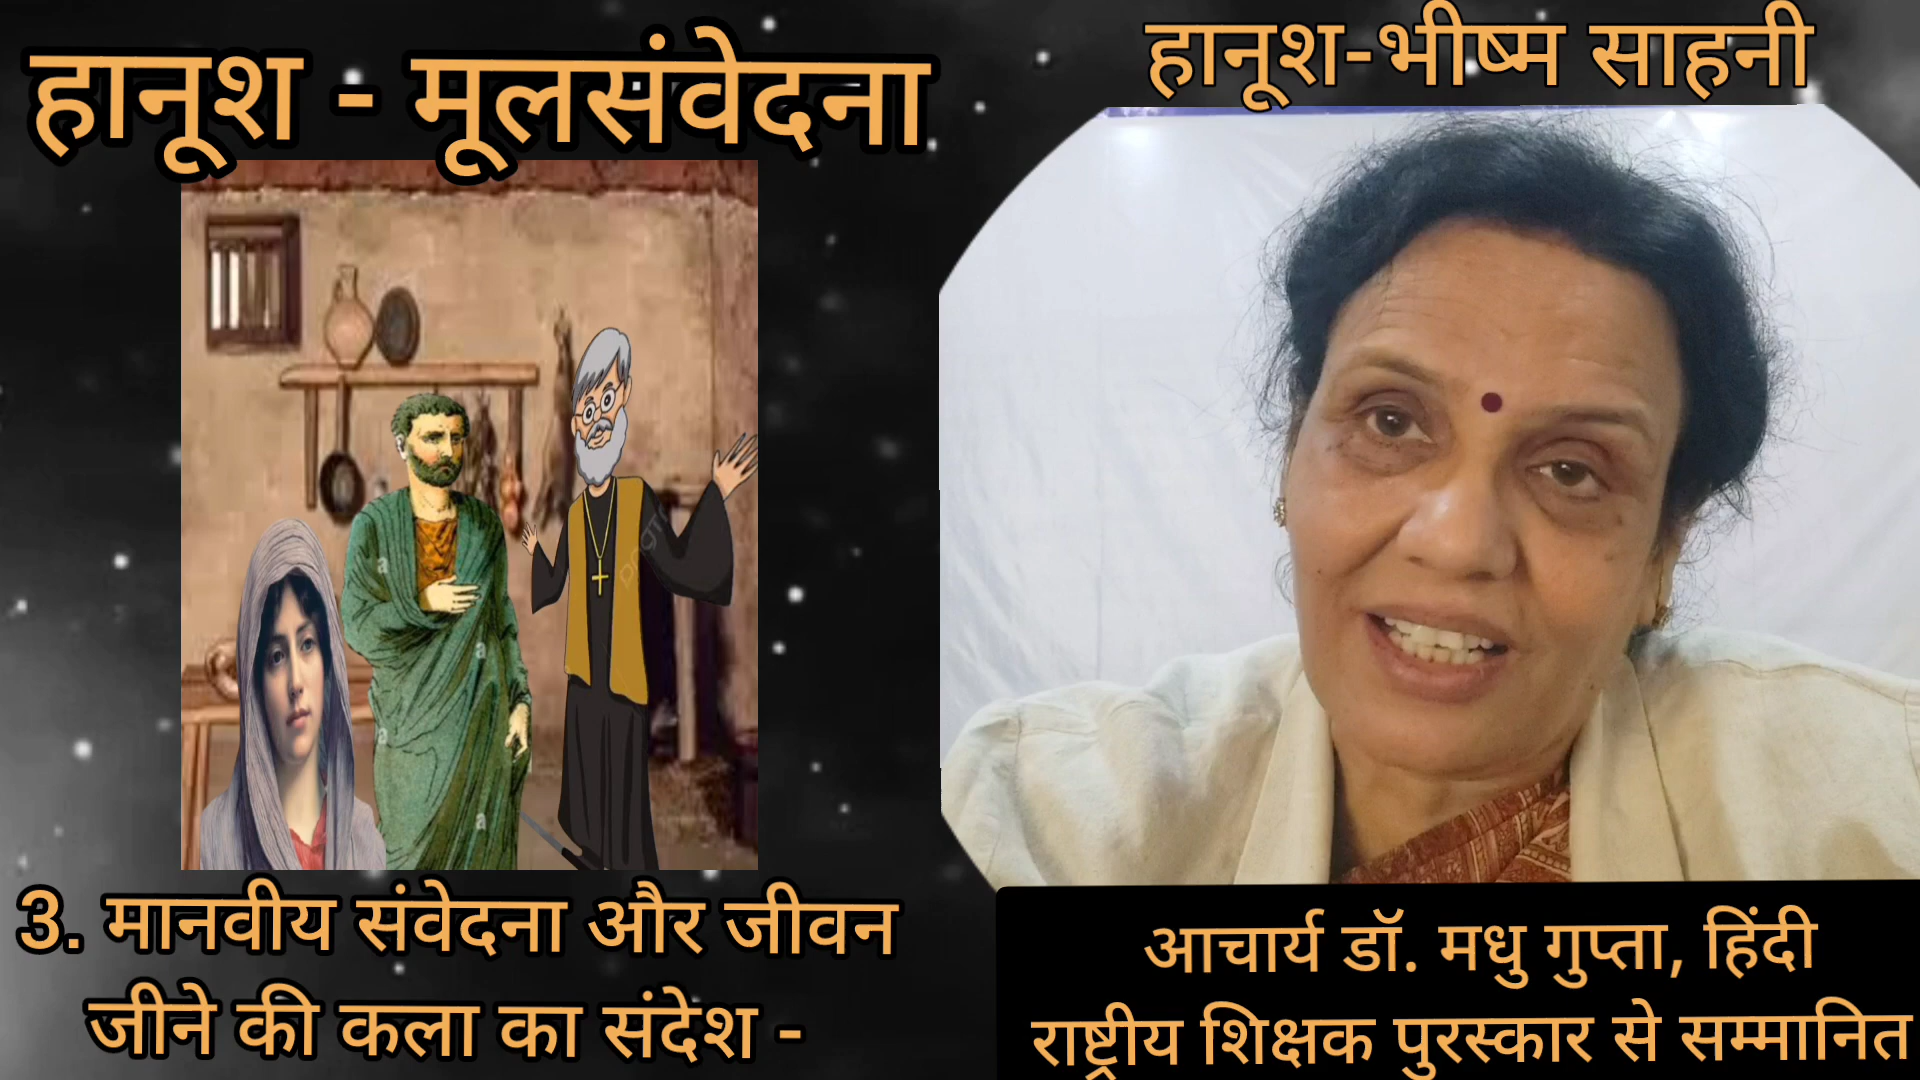 हानूश - मूलसंवेदना
हानूश-भीष्म साहनी
3. मानवीय संवेदना और जीवन
जीने की कला का संदेश -
आचार्य डॉ. मधु गुप्ता, हिंदी
राष्ट्रीय शिक्षक पुरस्कार से सम्मानित